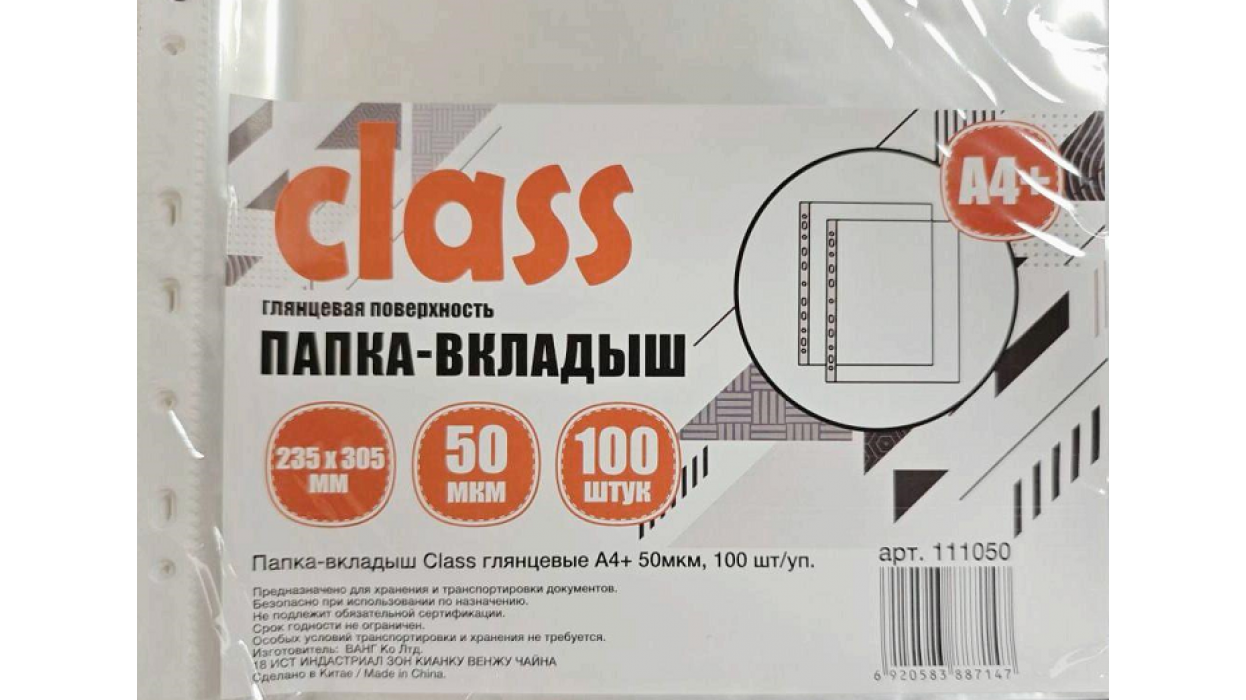 class
A4+
глянцевая поверхность
ПАПКА-ВКЛАДЫШ
235 x 305
ММ
50
МКМ
100
ШТУК
Папка-вкладыш Class глянцевые А4+ 50мкм, 100 шт/уп.
арт. 111050
Предназначено для хранения и транспортировки документов.
Безопасно при использовании по назначению.
Не подлежит обязательной сертификации.
Срок годности не ограничен.
Особых условий транспортировки и хранения не требуется.
Изготовитель: ВАНГ Ко Лтд.
18 ИСТ ИНДАСТРИАЛ ЗОН КИАНКУ ВЕНЖУ ЧАЙНА
Сделано в Китае / Made in China.
6 920583 887147